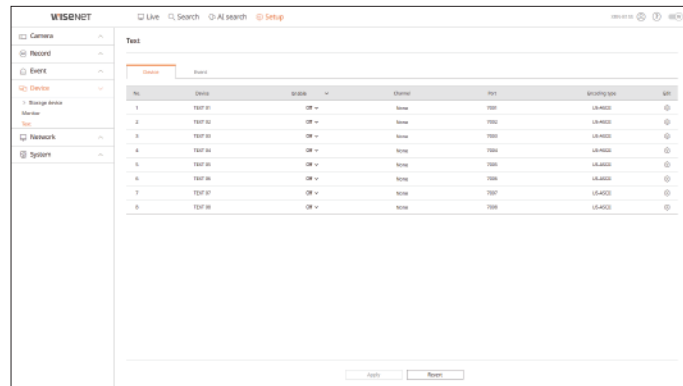 WISENET
Live Search AI search Setup
Camera
Record
Event
Device
Storage device
Monitor
Text
Network
System
Text
Device Event
No. Device Enable Channel Port Encoding type Edit
1 TEXT 01 Off None 7001 US-ASCII
2 TEXT 02 Off None 7002 US-ASCII
3 TEXT 03 Off None 7003 US-ASCII
4 TEXT 04 Off None 7004 US-ASCII
5 TEXT 05 Off None 7005 US-ASCII
6 TEXT 06 Off None 7006 US-ASCII
7 TEXT 07 Off None 7007 US-ASCII
8 TEXT 08 Off None 7008 US-ASCII
Apply Revert